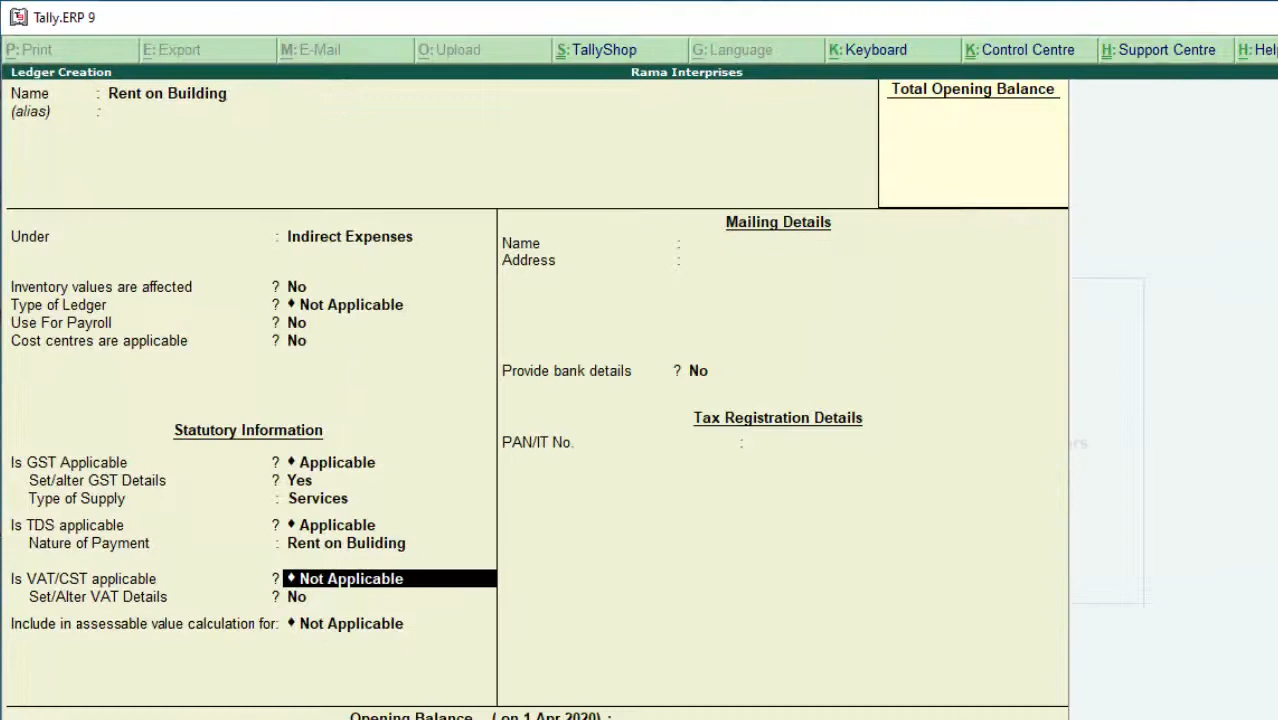 Tally.ERP 9
P: Print E: Export M: E-Mail O: Upload S: TallyShop G: Language K: Keyboard K: Control Centre H: Support Centre H: Hel
Ledger Creation Rama Interprises
Name : Rent on Building
(alias) :
Total Opening Balance
Under : Indirect Expenses
Inventory values are affected ? No
Type of Ledger ? ♦ Not Applicable
Use For Payroll ? No
Cost centres are applicable ? No
Statutory Information
Is GST Applicable ? ♦ Applicable
Set/alter GST Details ? Yes
Type of Supply : Services
Is TDS applicable ? ♦ Applicable
Nature of Payment : Rent on Buliding
Is VAT/CST applicable ? ♦ Not Applicable
Set/Alter VAT Details ? No
Include in assessable value calculation for: ♦ Not Applicable
Mailing Details
Name :
Address :
Provide bank details ? No
Tax Registration Details
PAN/IT No. :
Opening Balance ( on 1 Apr 2020) :